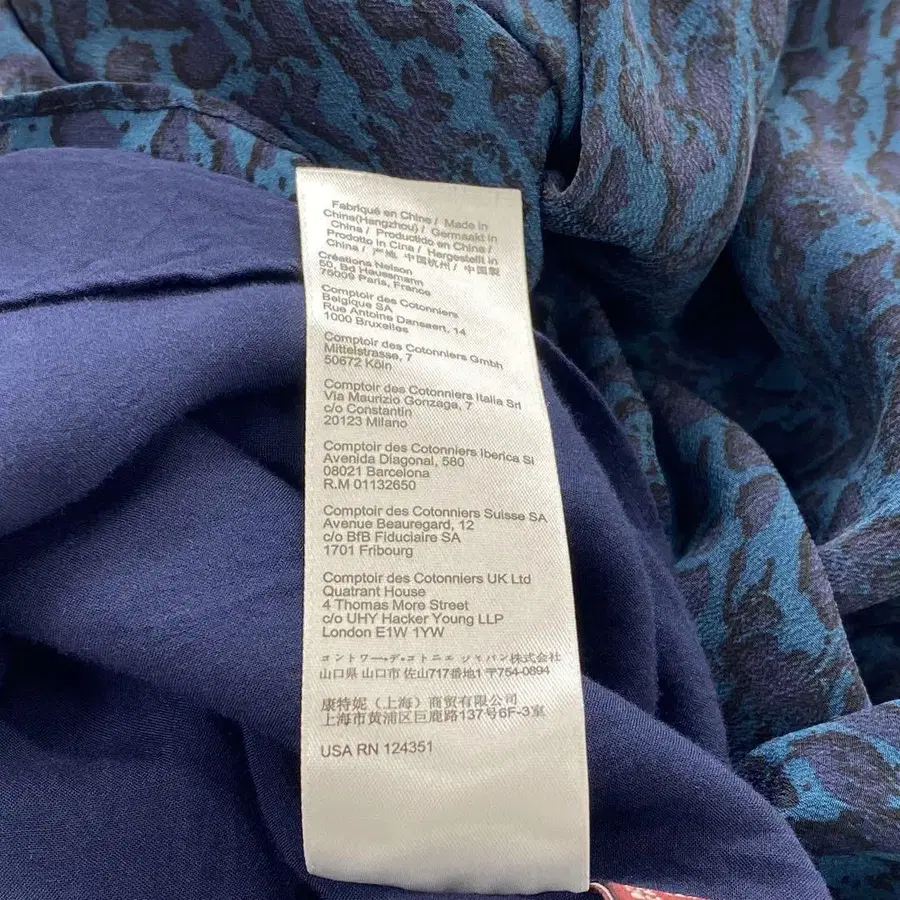 Fabriqué en Chine / Made in
China(Hangzhou) / Germaakt in
China / Productido en China /
Prodotto in Cina / Hergestellt in
China / 产地 中国杭州 / 中国製
Créations Nelson
50, Bd Haussmann
75009 Paris, France
Comptoir des Cotonniers
Belgique SA
Rue Antoine Dansaert, 14
1000 Bruxelles
Comptoir des Cotonniers Gmbh
Mittelstrasse, 7
50672 Köln
Comptoir des Cotonniers Italia Srl
Via Maurizio Gonzaga, 7
c/o Constantin
20123 Milano
Comptoir des Cotonniers Iberica Sl
Avenida Diagonal, 580
08021 Barcelona
R.M 01132650
Comptoir des Cotonniers Suisse SA
Avenue Beauregard, 12
c/o BfB Fiduciaire SA
1701 Fribourg
Comptoir des Cotonniers UK Ltd
Quatrant House
4 Thomas More Street
c/o UHY Hacker Young LLP
London E1W 1YW
コントワー・デ・コトニエ ジャパン株式会社
山口県 山口市 佐山717番地1 〒754-0894
康特妮（上海）商贸有限公司
上海市黄浦区巨鹿路137号6F-3室
USA RN 124351